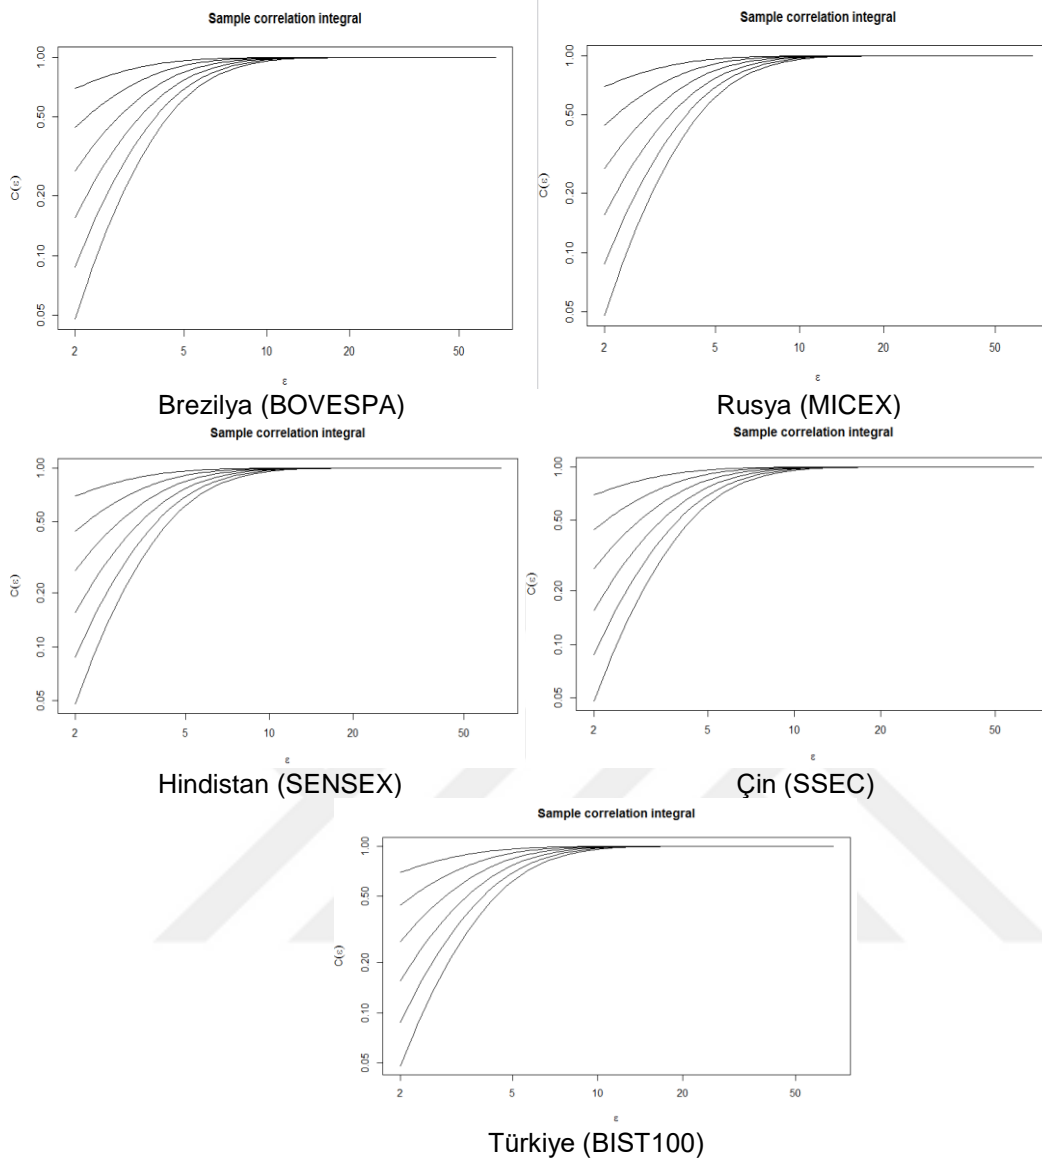 Sample correlation integral
1.00
0.50
0.20
0.10
0.05
C(ε)
2 5 10 20 50
ε
Brezilya (BOVESPA)
Sample correlation integral
1.00
0.50
0.20
0.10
0.05
C(ε)
2 5 10 20 50
ε
Rusya (MICEX)
Sample correlation integral
1.00
0.50
0.20
0.10
0.05
C(ε)
2 5 10 20 50
ε
Hindistan (SENSEX)
Sample correlation integral
1.00
0.50
0.20
0.10
0.05
C(ε)
2 5 10 20 50
ε
Çin (SSEC)
Sample correlation integral
1.00
0.50
0.20
0.10
0.05
C(ε)
2 5 10 20 50
ε
Türkiye (BIST100)